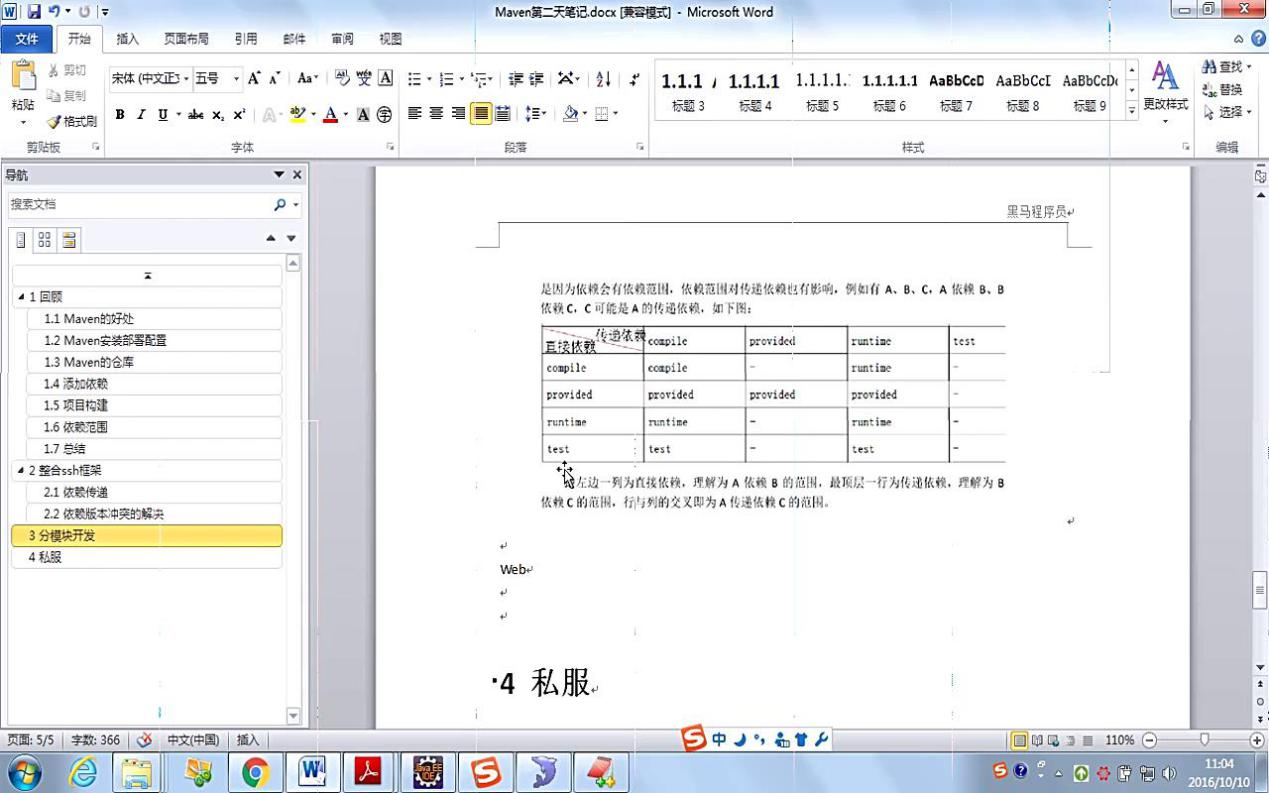 Maven第二天笔记.docx [兼容模式] - Microsoft Word
文件 开始 插入 页面布局 引用 邮件 审阅 视图
剪切
复制
粘贴 格式刷
剪贴板
宋体 (中文正3 五号
字体
段落
1.1.1 1.1.1.1 1.1.1.1. 1.1.1.1.1 AaBbCcD AaBbCcI AaBbCcD
标题 3 标题 4 标题 5 标题 6 标题 7 标题 8 标题 9
更改样式
样式
查找
替换
选择
编辑
导航
搜索文档
1 回顾
1.1 Maven的好处
1.2 Maven安装部署配置
1.3 Maven的仓库
1.4 添加依赖
1.5 项目构建
1.6 依赖范围
1.7 总结
2 整合ssh框架
2.1 依赖传递
2.2 依赖版本冲突的解决
3 分模块开发
4 私服
黑马程序员
是因为依赖会有依赖范围，依赖范围对传递依赖也有影响，例如有 A、B、C，A 依赖 B、B
依赖 C，C 可能是 A 的传递依赖，如下图：
传递依赖 compile provided runtime test
直接依赖
compile compile - runtime -
provided provided provided provided -
runtime runtime - runtime -
test test - test -
左边一列为直接依赖，理解为 A 依赖 B 的范围，最顶层一行为传递依赖，理解为 B
依赖 C 的范围，行与列的交叉即为 A 传递依赖 C 的范围。
Web
4 私服
页面: 5/5 字数: 366 中文(中国) 插入
中
110%
11:04
2016/10/10